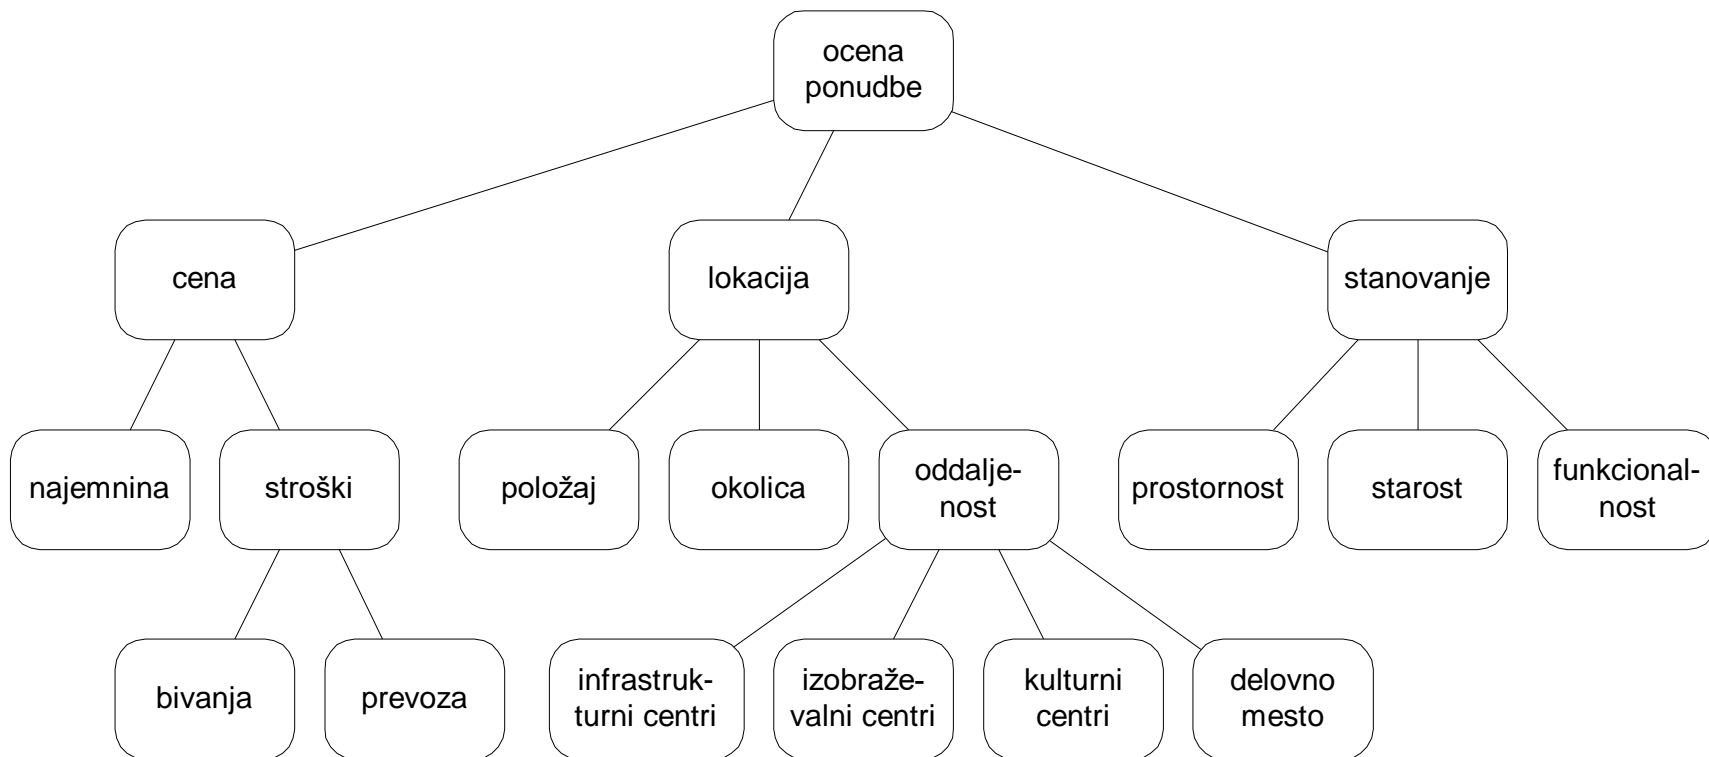 ocena
ponudbe
cena
lokacija
stanovanje
najemnina
stroški
položaj
okolica
oddalje-
nost
prostornost
starost
funkcional-
nost
bivanja
prevoza
infrastruk-
turni centri
izobraže-
valni centri
kulturni
centri
delovno
mesto